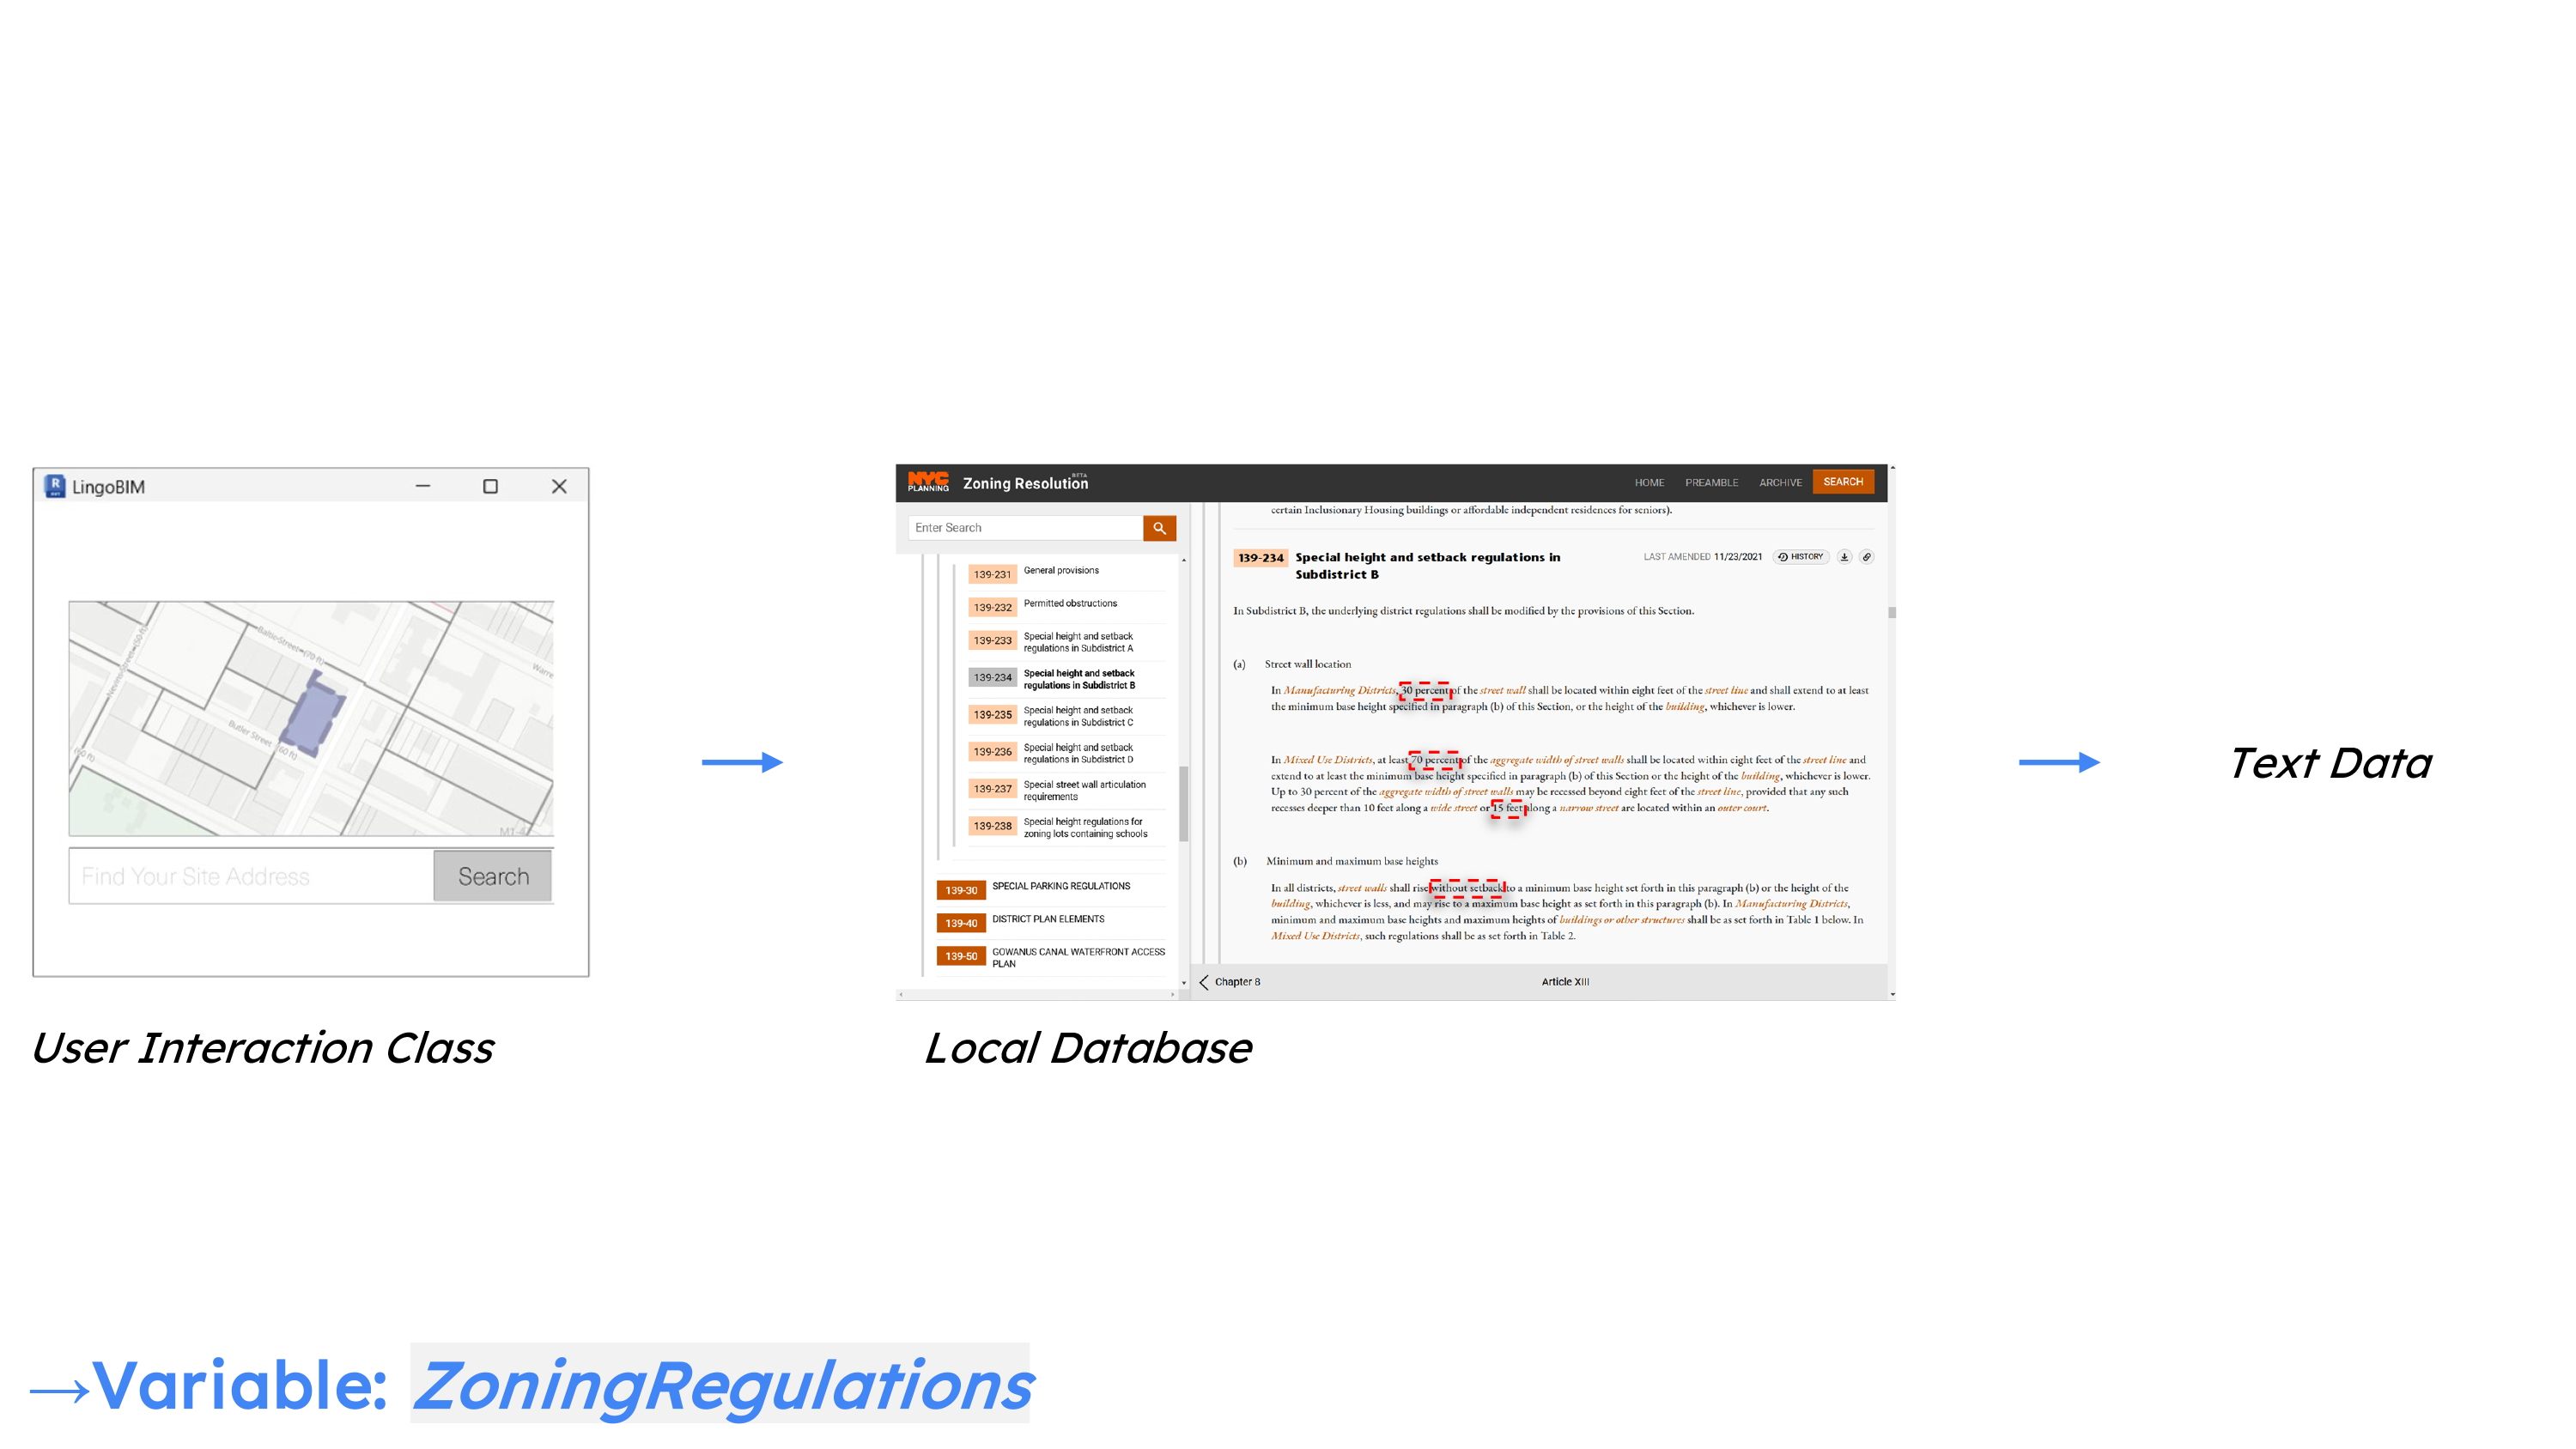 LingoBIM
Nevins Street - (50 ft)
Baltic Street - (70 ft)
Warre
Butler Street - (60 ft)
(60 ft)
M1-4
Find Your Site Address
Search
User Interaction Class
NYC
PLANNING
Zoning Resolution
BETA
HOME
PREAMBLE
ARCHIVE
SEARCH
Enter Search
139-231 General provisions
139-232 Permitted obstructions
139-233 Special height and setback
regulations in Subdistrict A
139-234 Special height and setback
regulations in Subdistrict B
139-235 Special height and setback
regulations in Subdistrict C
139-236 Special height and setback
regulations in Subdistrict D
139-237 Special street wall articulation
requirements
139-238 Special height regulations for
zoning lots containing schools
139-30 SPECIAL PARKING REGULATIONS
139-40 DISTRICT PLAN ELEMENTS
139-50 GOWANUS CANAL WATERFRONT ACCESS
PLAN
certain Inclusionary Housing buildings or affordable independent residences for seniors).
139-234 Special height and setback regulations in
Subdistrict B
LAST AMENDED 11/23/2021
HISTORY
In Subdistrict B, the underlying district regulations shall be modified by the provisions of this Section.
(a) Street wall location
In Manufacturing Districts, 30 percent of the street wall shall be located within eight feet of the street line and shall extend to at least
the minimum base height specified in paragraph (b) of this Section, or the height of the building, whichever is lower.
In Mixed Use Districts, at least 70 percent of the aggregate width of street walls shall be located within eight feet of the street line and
extend to at least the minimum base height specified in paragraph (b) of this Section or the height of the building, whichever is lower.
Up to 30 percent of the aggregate width of street walls may be recessed beyond eight feet of the street line, provided that any such
recesses deeper than 10 feet along a wide street or 15 feet along a narrow street are located within an outer court.
(b) Minimum and maximum base heights
In all districts, street walls shall rise without setback to a minimum base height set forth in this paragraph (b) or the height of the
building, whichever is less, and may rise to a maximum base height as set forth in this paragraph (b). In Manufacturing Districts,
minimum and maximum base heights and maximum heights of buildings or other structures shall be as set forth in Table 1 below. In
Mixed Use Districts, such regulations shall be as set forth in Table 2.
Chapter 8
Article XIII
Local Database
Text Data
→Variable: ZoningRegulations